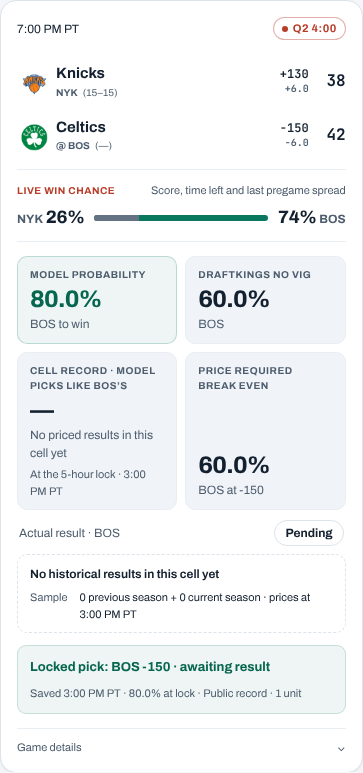 7:00 PM PT
Q2 4:00
Knicks
+130
38
NYK (15–15)
+6.0
Celtics
-150
42
@ BOS (—)
-6.0
LIVE WIN CHANCE
Score, time left and last pregame spread
NYK 26%
74% BOS
MODEL PROBABILITY
80.0%
BOS to win
DRAFTKINGS NO VIG
60.0%
BOS
CELL RECORD · MODEL
PICKS LIKE BOS'S
—
No priced results in this
cell yet
At the 5-hour lock · 3:00
PM PT
PRICE REQUIRED
BREAK EVEN
60.0%
BOS at -150
Actual result · BOS
Pending
No historical results in this cell yet
Sample 0 previous season + 0 current season · prices at
3:00 PM PT
Locked pick: BOS -150 · awaiting result
Saved 3:00 PM PT · 80.0% at lock · Public record · 1 unit
Game details